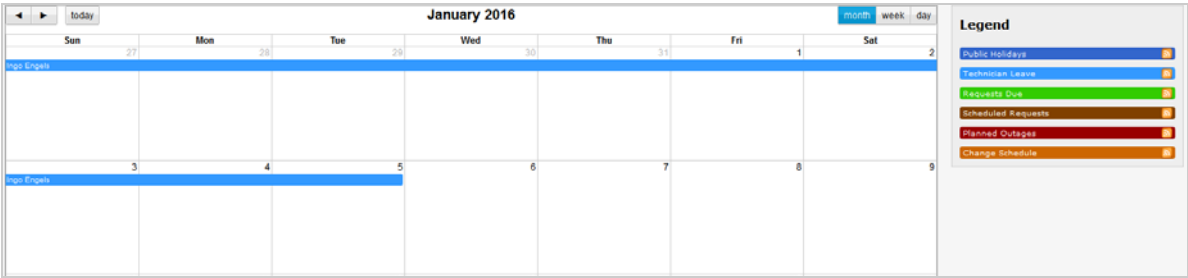 today January 2016 month week day
Legend
Sun Mon Tue Wed Thu Fri Sat
27 28 29 30 31 1 2
Public Holidays
Ingo Engels
Technician Leave
Requests Due
Scheduled Requests
Planned Outages
Change Schedule
3 4 5 6 7 8 9
Ingo Engels